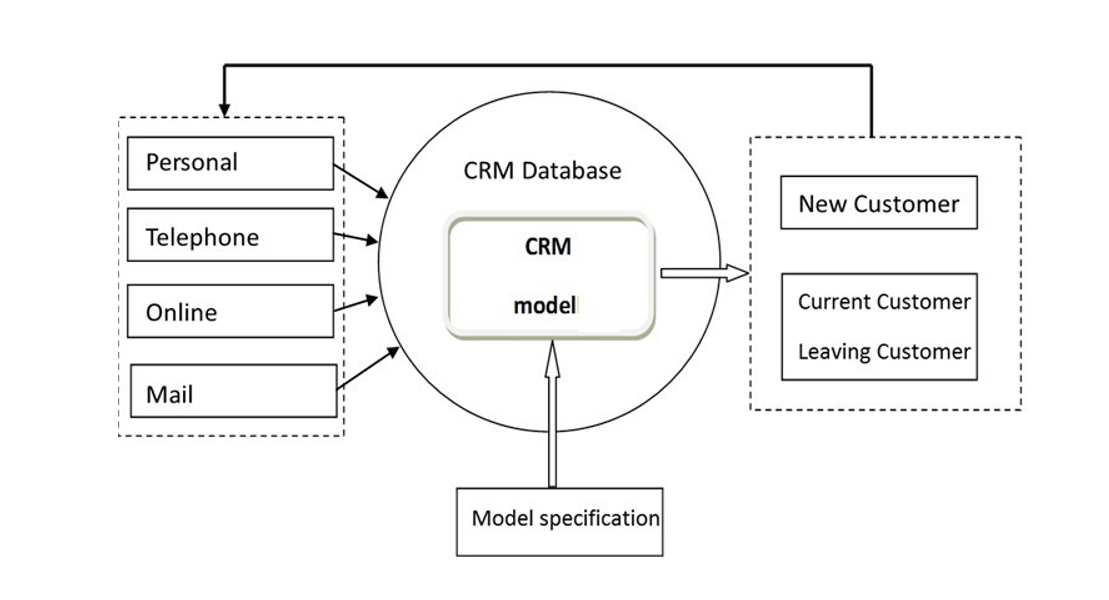 Personal
Telephone
Online
Mail
CRM Database
CRM
model
Model specification
New Customer
Current Customer
Leaving Customer